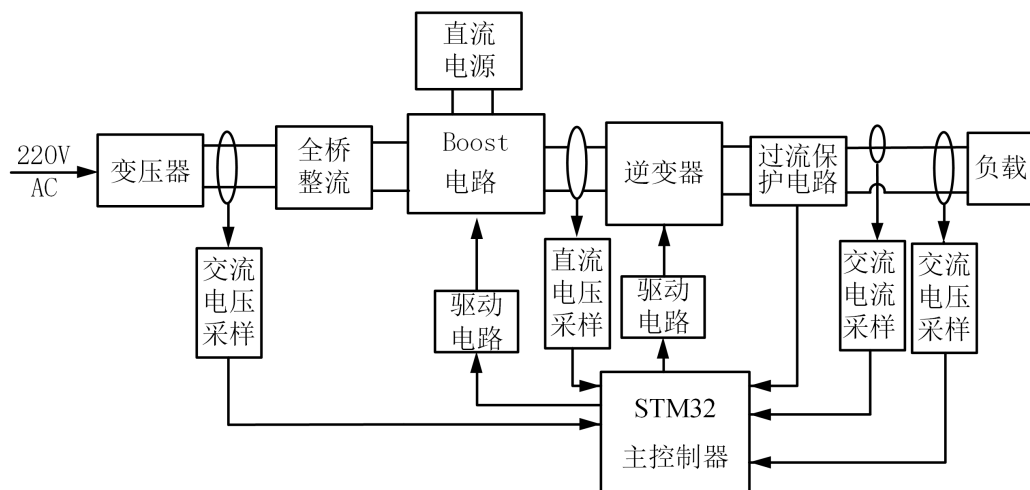 直流
电源
220V
AC
变压器
全桥
整流
Boost
电路
逆变器
过流保
护电路
负载
交流
电压
采样
驱动
电路
直流
电压
采样
驱动
电路
交流
电流
采样
交流
电压
采样
STM32
主控制器